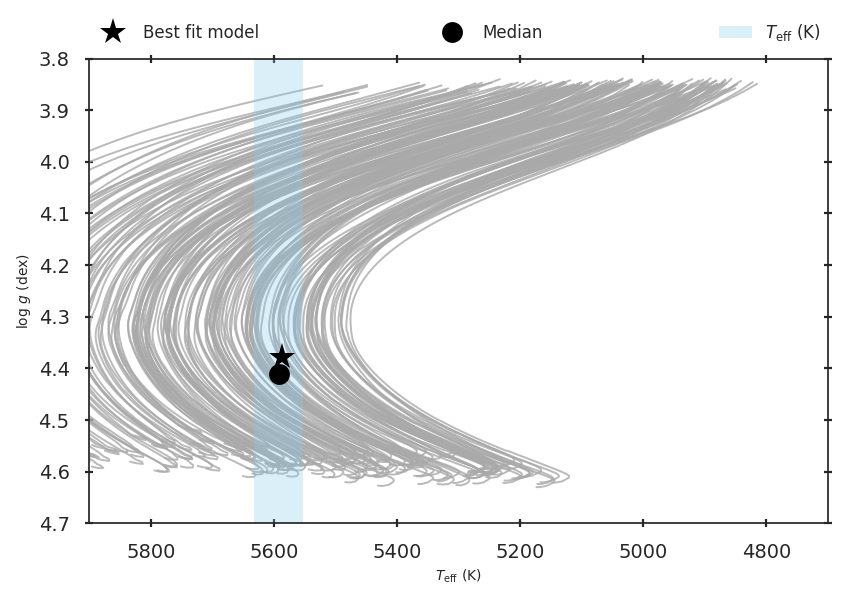 Best fit model Median T_eff (K)
3.8
3.9
4.0
4.1
4.2
4.3
4.4
4.5
4.6
4.7
log g (dex)
5800 5600 5400 5200 5000 4800
T_eff (K)